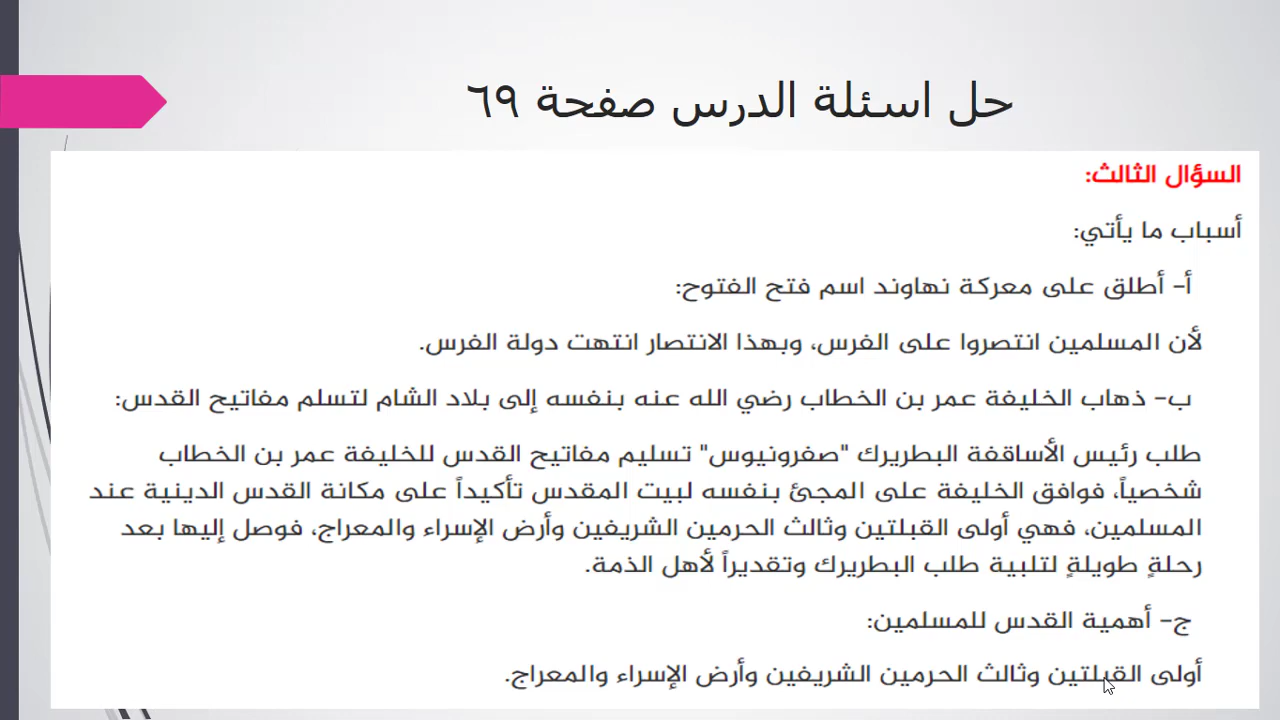 حل اسئلة الدرس صفحة ٦٩
السؤال الثالث:
أسباب ما يأتي:
أ- أطلق على معركة نهاوند اسم فتح الفتوح:
لأن المسلمين انتصروا على الفرس، وبهذا الانتصار انتهت دولة الفرس.
ب- ذهاب الخليفة عمر بن الخطاب رضي الله عنه بنفسه إلى بلاد الشام لتسلم مفاتيح القدس:
طلب رئيس الأساقفة البطريرك "صفرونيوس" تسليم مفاتيح القدس للخليفة عمر بن الخطاب
شخصياً، فوافق الخليفة على المجئ بنفسه لبيت المقدس تأكيداً على مكانة القدس الدينية عند
المسلمين، فهي أولى القبلتين وثالث الحرمين الشريفين وأرض الإسراء والمعراج، فوصل إليها بعد
رحلةٍ طويلةٍ لتلبية طلب البطريرك وتقديراً لأهل الذمة.
ج- أهمية القدس للمسلمين:
أولى القبلتين وثالث الحرمين الشريفين وأرض الإسراء والمعراج.